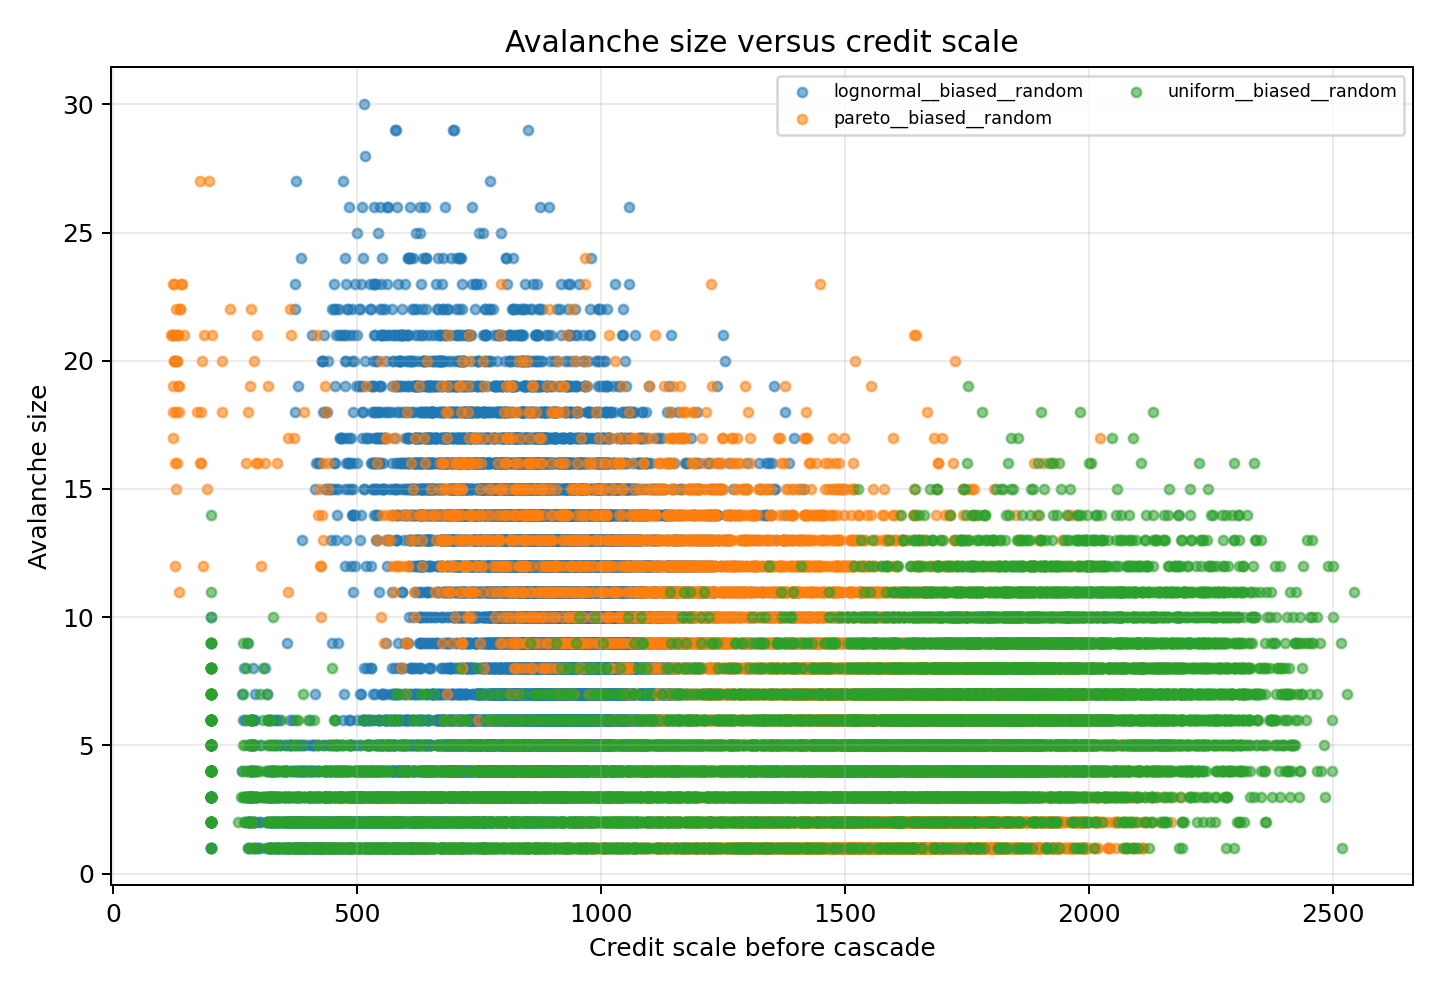 Avalanche size versus credit scale
lognormal__biased__random
pareto__biased__random
uniform__biased__random
30
25
20
15
10
5
0
Avalanche size
0 500 1000 1500 2000 2500
Credit scale before cascade